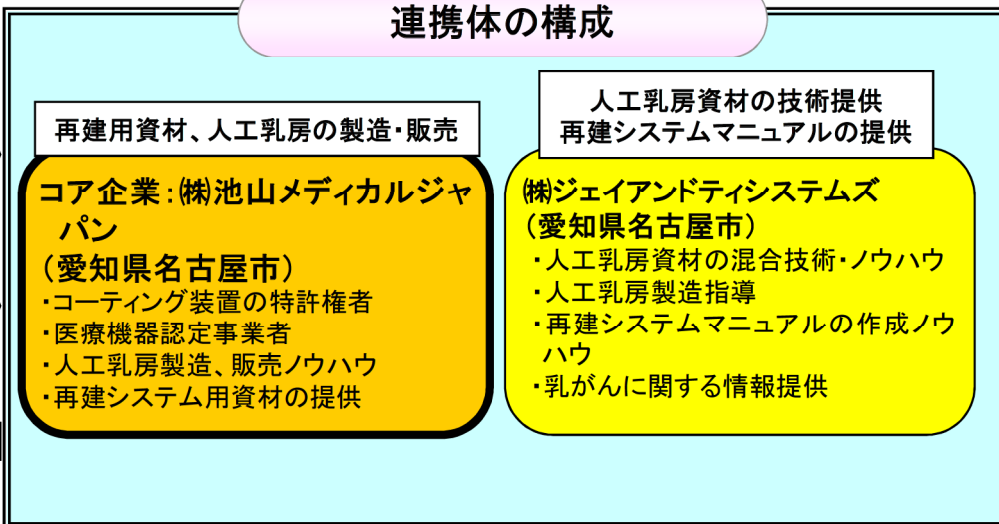 連携体の構成
再建用資材、人工乳房の製造・販売
コア企業：㈱池山メディカルジャ
パン
（愛知県名古屋市）
・コーティング装置の特許権者
・医療機器認定事業者
・人工乳房製造、販売ノウハウ
・再建システム用資材の提供
人工乳房資材の技術提供
再建システムマニュアルの提供
㈱ジェイアンドティシステムズ
（愛知県名古屋市）
・人工乳房資材の混合技術・ノウハウ
・人工乳房製造指導
・再建システムマニュアルの作成ノウ
ハウ
・乳がんに関する情報提供